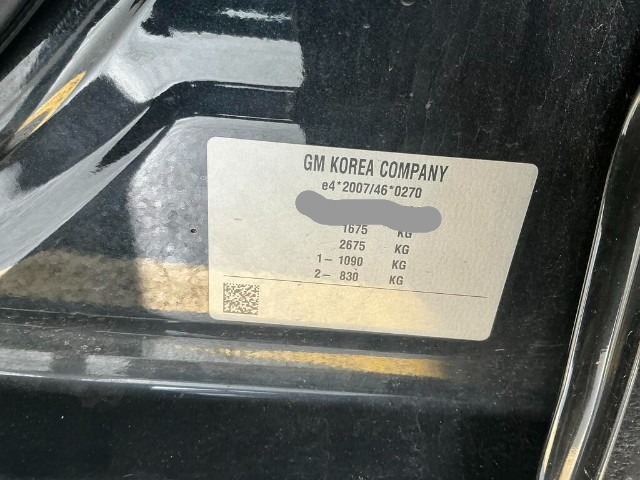 GM KOREA COMPANY
e4*2007/46*0270
1675 KG
2675 KG
1- 1090 KG
2- 830 KG